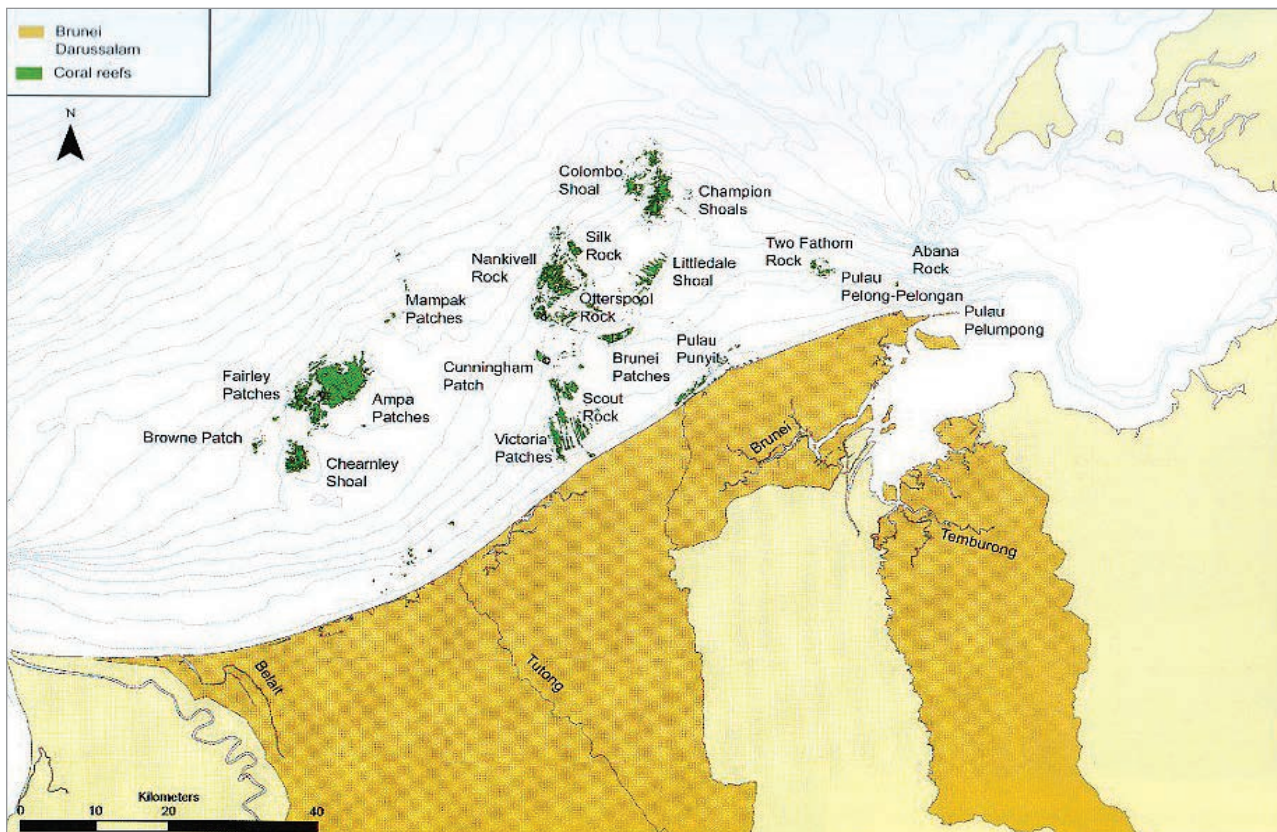 Brunei
Darussalam
Coral reefs
N
Colombo
Shoal
Champion
Shoals
Silk
Rock
Nankivell
Rock
Littledale
Shoal
Two Fathom
Rock
Abana
Rock
Pulau
Pelong-Pelongan
Otterspool
Rock
Mampak
Patches
Pulau
Pelumpong
Pulau
Punyit
Cunningham
Patch
Brunei
Patches
Fairley
Patches
Ampa
Patches
Scout
Rock
Browne Patch
Victoria
Patches
Chearnley
Shoal
Brunei
Temburong
Belait
Tutong
Kilometers
0 10 20 40